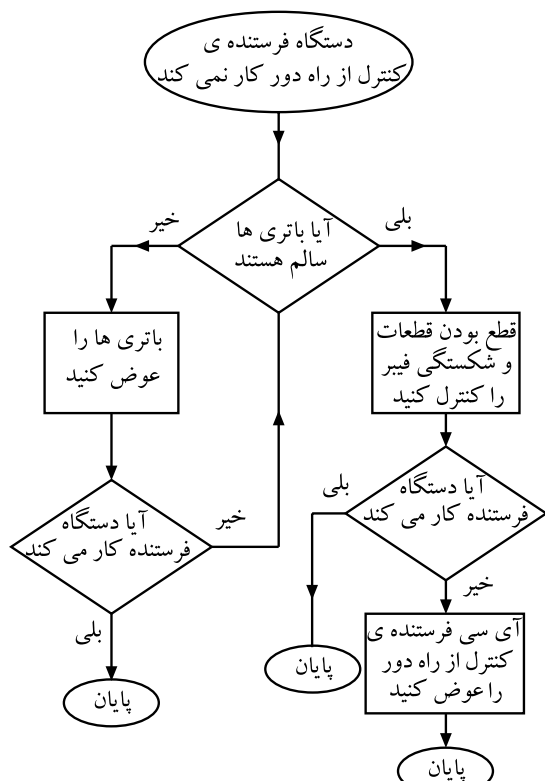 دستگاه فرستنده ی
کنترل از راه دور کار نمی کند
آیا باتری ها
سالم هستند
بلی
خیر
قطع بودن قطعات
و شکستگی فیبر
را کنترل کنید
باتری ها را
عوض کنید
آیا دستگاه
فرستنده کار می کند
بلی
خیر
آیا دستگاه
فرستنده کار می کند
خیر
بلی
آی سی فرستنده ی
کنترل از راه دور
را عوض کنید
پایان
پایان
پایان